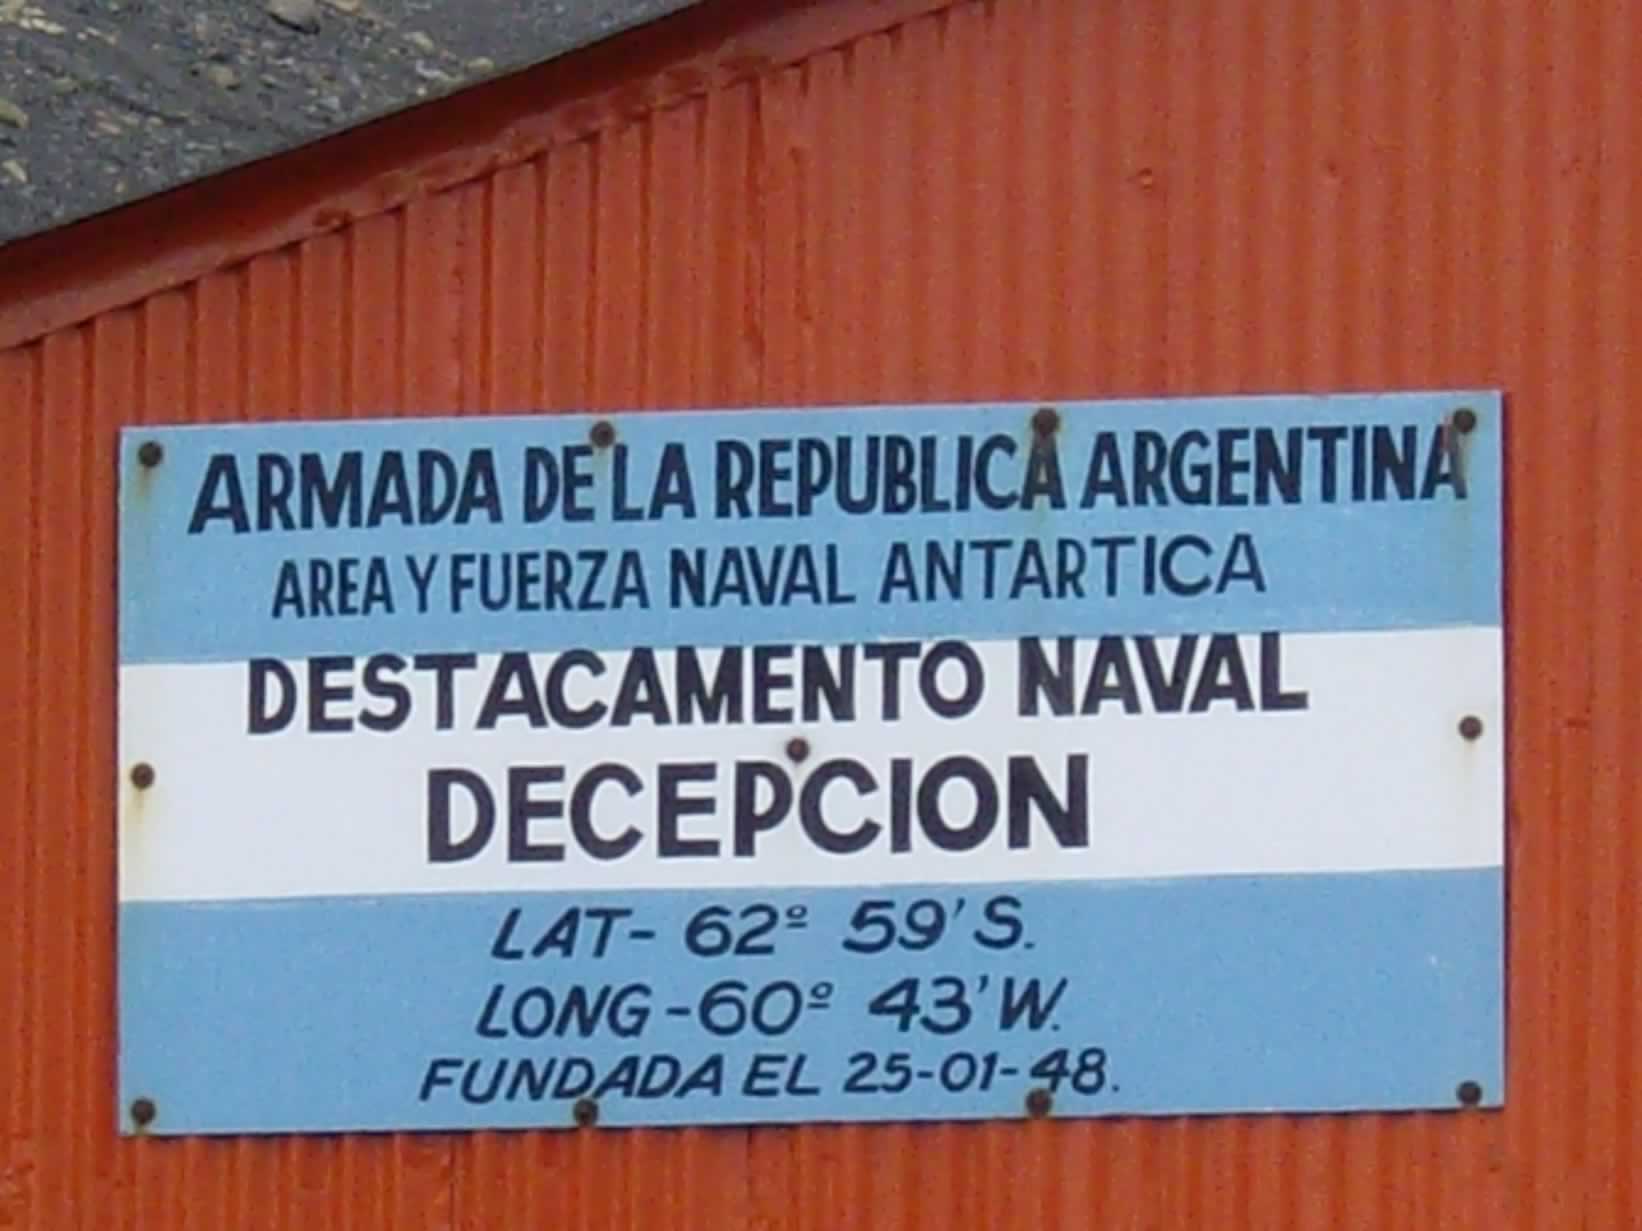 ARMADA DE LA REPUBLICA ARGENTINA
AREA Y FUERZA NAVAL ANTARTICA
DESTACAMENTO NAVAL
DECEPCION
LAT- 62º 59' S.
LONG-60º 43' W.
FUNDADA EL 25-01-48.